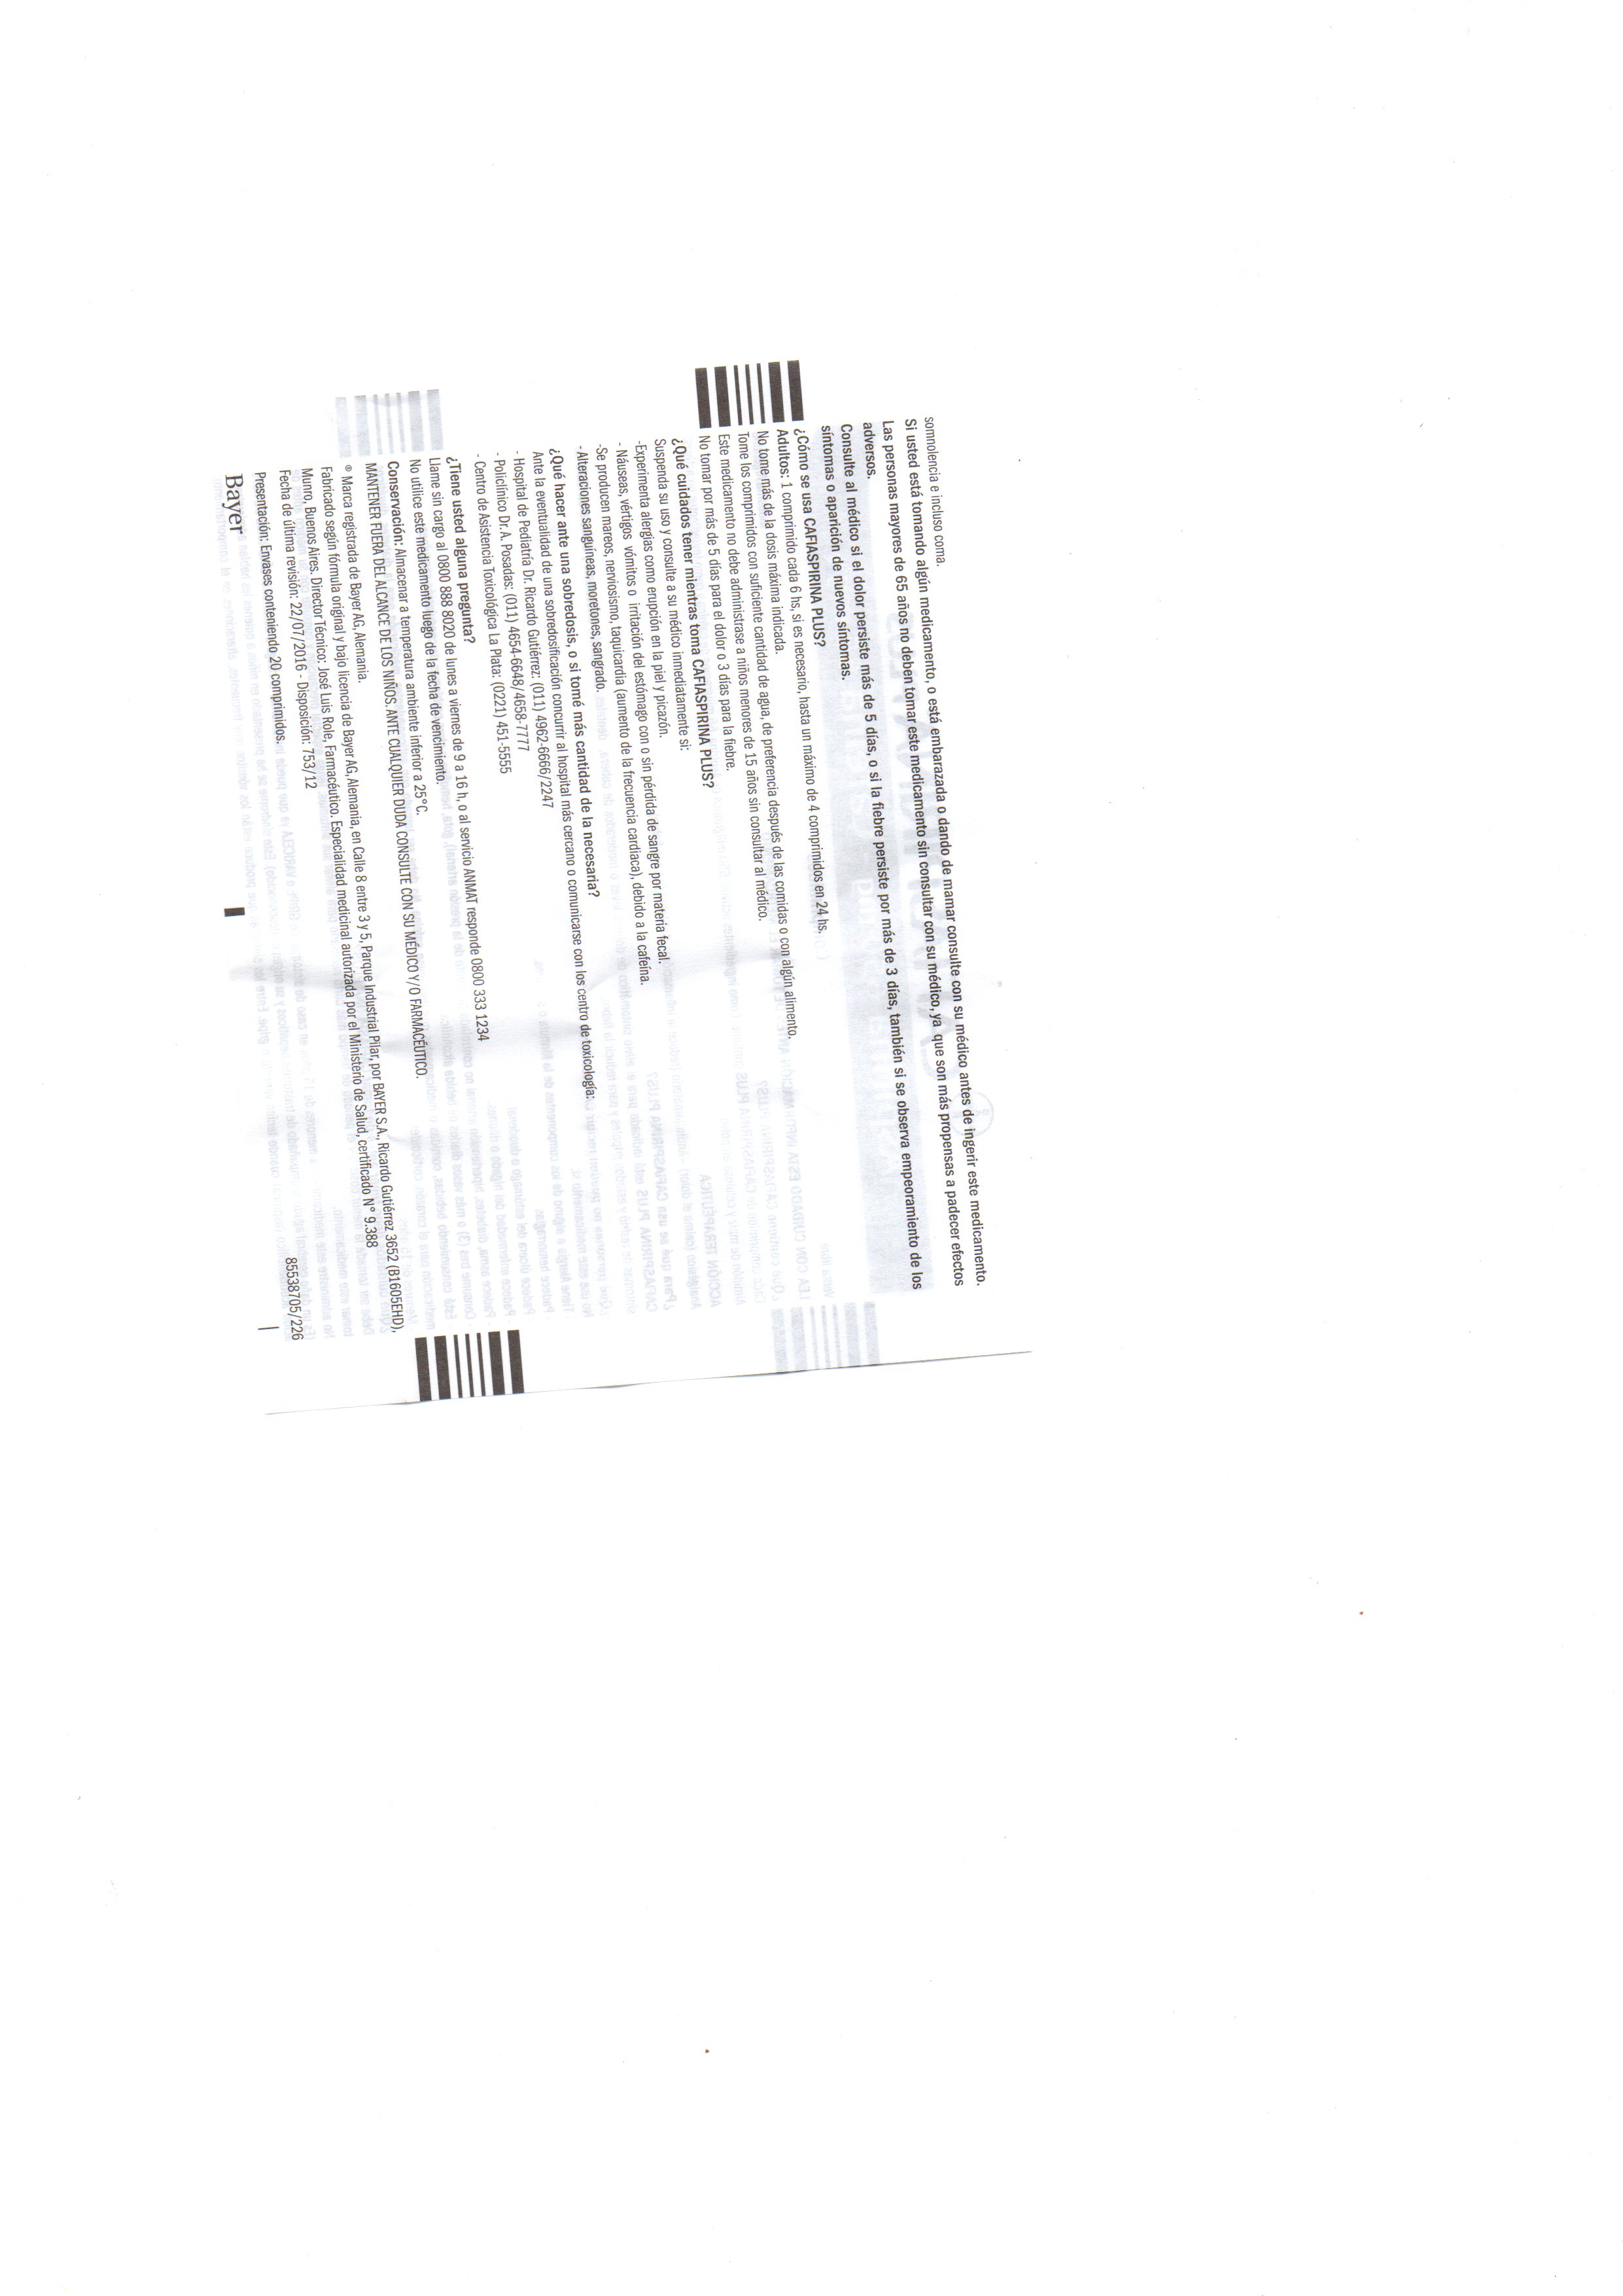 somnolencia e incluso coma.
Si usted está tomando algún medicamento, o está embarazada o dando de mamar consulte con su médico antes de ingerir este medicamento.
Las personas mayores de 65 años no deben tomar este medicamento sin consultar con su médico, ya que son más propensas a padecer efectos
adversos.
Consulte al médico si el dolor persiste más de 5 días, o si la fiebre persiste por más de 3 días, también si se observa empeoramiento de los
síntomas o aparición de nuevos síntomas.
¿Cómo se usa CAFIASPIRINA PLUS?
Adultos: 1 comprimido cada 6 hs, si es necesario, hasta un máximo de 4 comprimidos en 24 hs.
No tome más de la dosis máxima indicada.
Tome los comprimidos con suficiente cantidad de agua, de preferencia después de las comidas o con algún alimento.
Este medicamento no debe administrase a niños menores de 15 años sin consultar al médico.
No tomar por más de 5 días para el dolor o 3 días para la fiebre.
¿Qué cuidados tener mientras toma CAFIASPIRINA PLUS?
Suspenda su uso y consulte a su médico inmediatamente si:
-Experimenta alergias como erupción en la piel y picazón.
- Náuseas, vértigos vómitos o irritación del estómago con o sin pérdida de sangre por materia fecal.
-Se producen mareos, nerviosismo, taquicardia (aumento de la frecuencia cardiaca), debido a la cafeína.
-Alteraciones sanguíneas, moretones, sangrado.
¿Qué hacer ante una sobredosis, o si tomé más cantidad de la necesaria?
Ante la eventualidad de una sobredosificación concurrir al hospital más cercano o comunicarse con los centro de toxicología:
- Hospital de Pediatría Dr. Ricardo Gutiérrez: (011) 4962-6666/2247
- Policlínico Dr. A. Posadas: (011) 4654-6648/4658-7777
- Centro de Asistencia Toxicológica La Plata: (0221) 451-5555
¿Tiene usted alguna pregunta?
Llame sin cargo al 0800 888 8020 de lunes a viernes de 9 a 16 h, o al servicio ANMAT responde 0800 333 1234
No utilice este medicamento luego de la fecha de vencimiento.
Conservación: Almacenar a temperatura ambiente inferior a 25°C.
MANTENER FUERA DEL ALCANCE DE LOS NIÑOS. ANTE CUALQUIER DUDA CONSULTE CON SU MÉDICO Y/O FARMACÉUTICO.
® Marca registrada de Bayer AG, Alemania.
Fabricado según fórmula original y bajo licencia de Bayer AG, Alemania, en Calle 8 entre 3 y 5, Parque Industrial Pilar, por BAYER S.A., Ricardo Gutiérrez 3652 (B1605EHD),
Munro, Buenos Aires. Director Técnico: José Luis Role, Farmacéutico. Especialidad medicinal autorizada por el Ministerio de Salud, certificado N° 9.388
Fecha de última revisión: 22/07/2016 - Disposición: 753/12
Presentación: Envases conteniendo 20 comprimidos.
85538705/226
Bayer